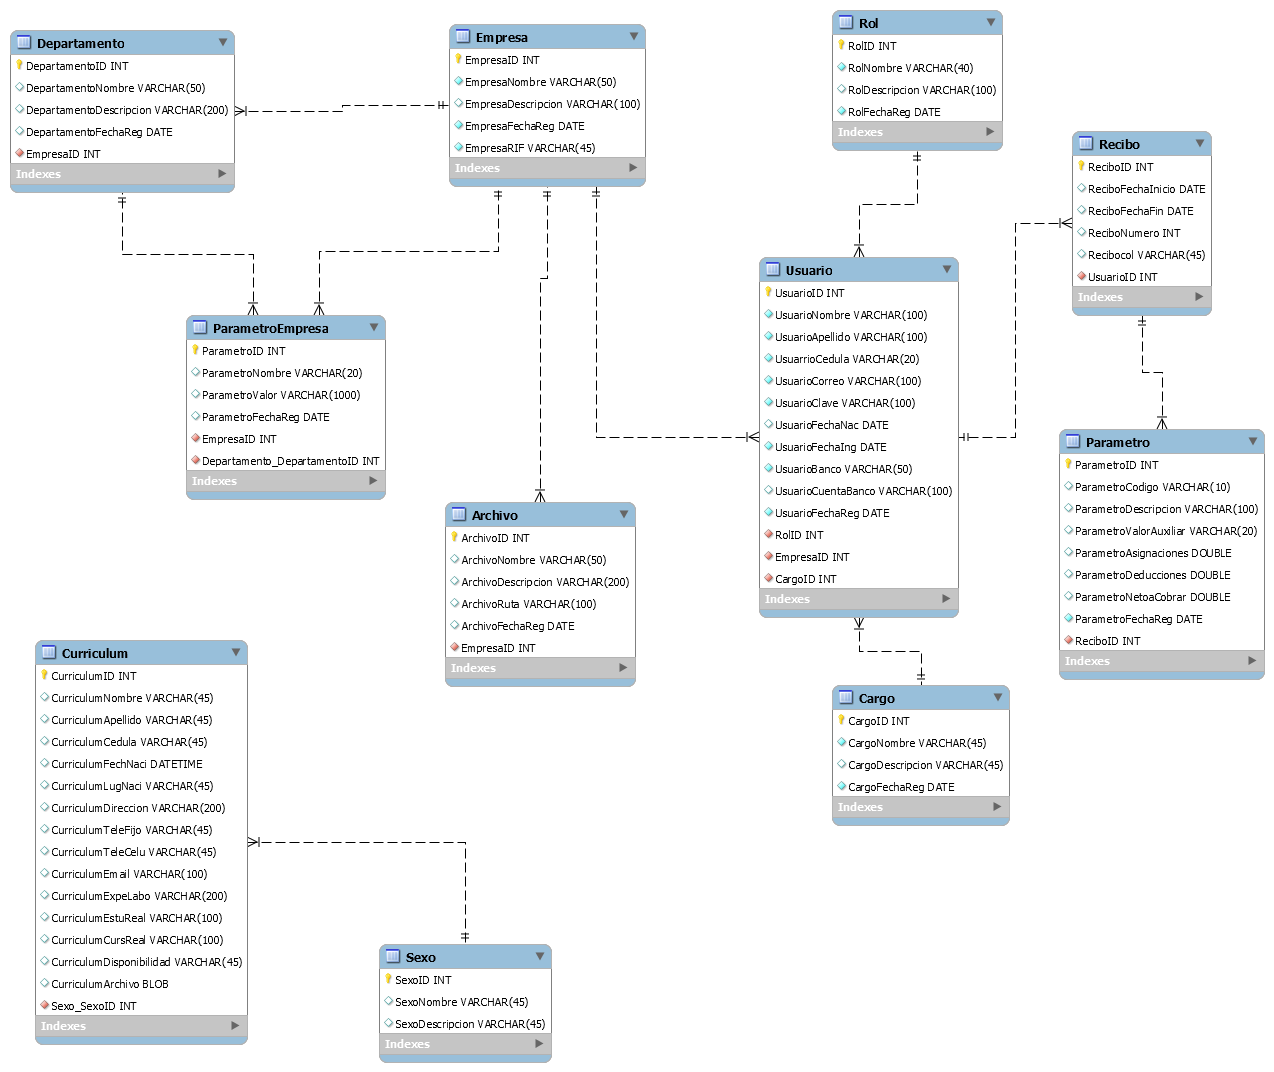 Departamento
DepartamentoID INT
DepartamentoNombre VARCHAR(50)
DepartamentoDescripcion VARCHAR(200)
DepartamentoFechaReg DATE
EmpresaID INT
Indexes
Empresa
EmpresaID INT
EmpresaNombre VARCHAR(50)
EmpresaDescripcion VARCHAR(100)
EmpresaFechaReg DATE
EmpresaRIF VARCHAR(45)
Indexes
Rol
RolID INT
RolNombre VARCHAR(40)
RolDescripcion VARCHAR(100)
RolFechaReg DATE
Indexes
Recibo
ReciboID INT
ReciboFechaInicio DATE
ReciboFechaFin DATE
ReciboNumero INT
Recibocol VARCHAR(45)
UsuarioID INT
Indexes
ParametroEmpresa
ParametroID INT
ParametroNombre VARCHAR(20)
ParametroValor VARCHAR(1000)
ParametroFechaReg DATE
EmpresaID INT
Departamento_DepartamentoID INT
Indexes
Usuario
UsuarioID INT
UsuarioNombre VARCHAR(100)
UsuarioApellido VARCHAR(100)
UsuarrioCedula VARCHAR(20)
UsuarioCorreo VARCHAR(100)
UsuarioClave VARCHAR(100)
UsuarioFechaNac DATE
UsuarioFechaIng DATE
UsuarioBanco VARCHAR(50)
UsuarioCuentaBanco VARCHAR(100)
UsuarioFechaReg DATE
RolID INT
EmpresaID INT
CargoID INT
Indexes
Parametro
ParametroID INT
ParametroCodigo VARCHAR(10)
ParametroDescripcion VARCHAR(100)
ParametroValorAuxiliar VARCHAR(20)
ParametroAsignaciones DOUBLE
ParametroDeducciones DOUBLE
ParametroNetoaCobrar DOUBLE
ParametroFechaReg DATE
ReciboID INT
Indexes
Archivo
ArchivoID INT
ArchivoNombre VARCHAR(50)
ArchivoDescripcion VARCHAR(200)
ArchivoRuta VARCHAR(100)
ArchivoFechaReg DATE
EmpresaID INT
Indexes
Curriculum
CurriculumID INT
CurriculumNombre VARCHAR(45)
CurriculumApellido VARCHAR(45)
CurriculumCedula VARCHAR(45)
CurriculumFechNaci DATETIME
CurriculumLugNaci VARCHAR(45)
CurriculumDireccion VARCHAR(200)
CurriculumTeleFijo VARCHAR(45)
CurriculumTeleCelu VARCHAR(45)
CurriculumEmail VARCHAR(100)
CurriculumExpeLabo VARCHAR(200)
CurriculumEstuReal VARCHAR(100)
CurriculumCursReal VARCHAR(100)
CurriculumDisponibilidad VARCHAR(45)
CurriculumArchivo BLOB
Sexo_SexoID INT
Indexes
Cargo
CargoID INT
CargoNombre VARCHAR(45)
CargoDescripcion VARCHAR(45)
CargoFechaReg DATE
Indexes
Sexo
SexoID INT
SexoNombre VARCHAR(45)
SexoDescripcion VARCHAR(45)
Indexes